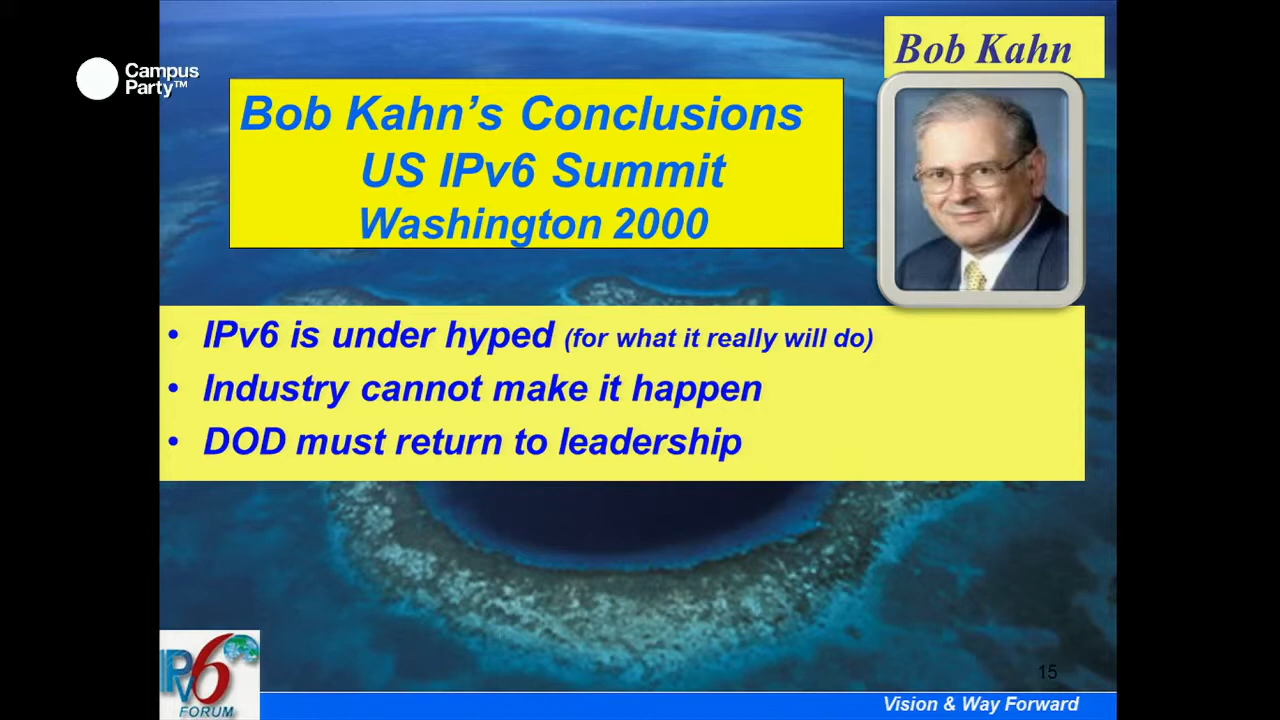 Campus
Party™
Bob Kahn
Bob Kahn's Conclusions
US IPv6 Summit
Washington 2000
• IPv6 is under hyped (for what it really will do)
• Industry cannot make it happen
• DOD must return to leadership
IPv6
FORUM
15
Vision & Way Forward